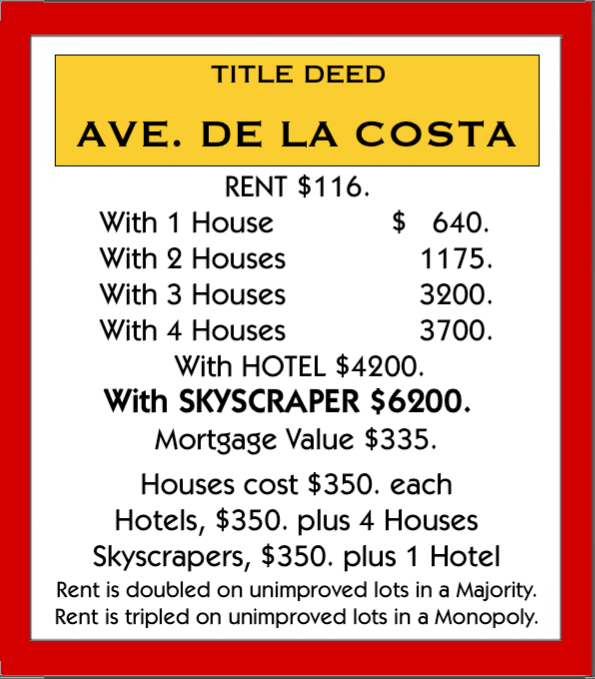 TITLE DEED
AVE. DE LA COSTA
RENT $116.
With 1 House $ 640.
With 2 Houses 1175.
With 3 Houses 3200.
With 4 Houses 3700.
With HOTEL $4200.
With SKYSCRAPER $6200.
Mortgage Value $335.
Houses cost $350. each
Hotels, $350. plus 4 Houses
Skyscrapers, $350. plus 1 Hotel
Rent is doubled on unimproved lots in a Majority.
Rent is tripled on unimproved lots in a Monopoly.